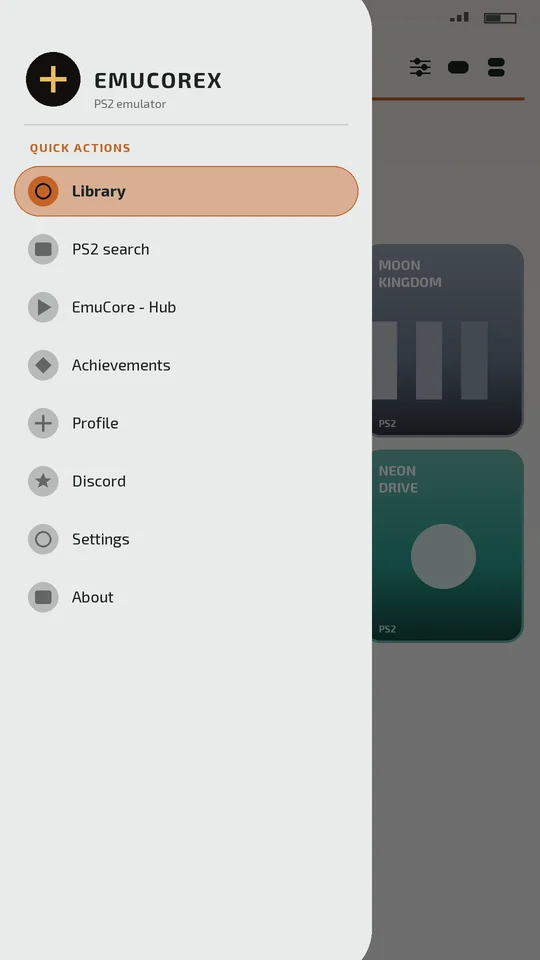 EMUCOREX
PS2 emulator
QUICK ACTIONS
Library
PS2 search
EmuCore - Hub
Achievements
Profile
Discord
Settings
About
MOON
KINGDOM
PS2
NEON
DRIVE
PS2